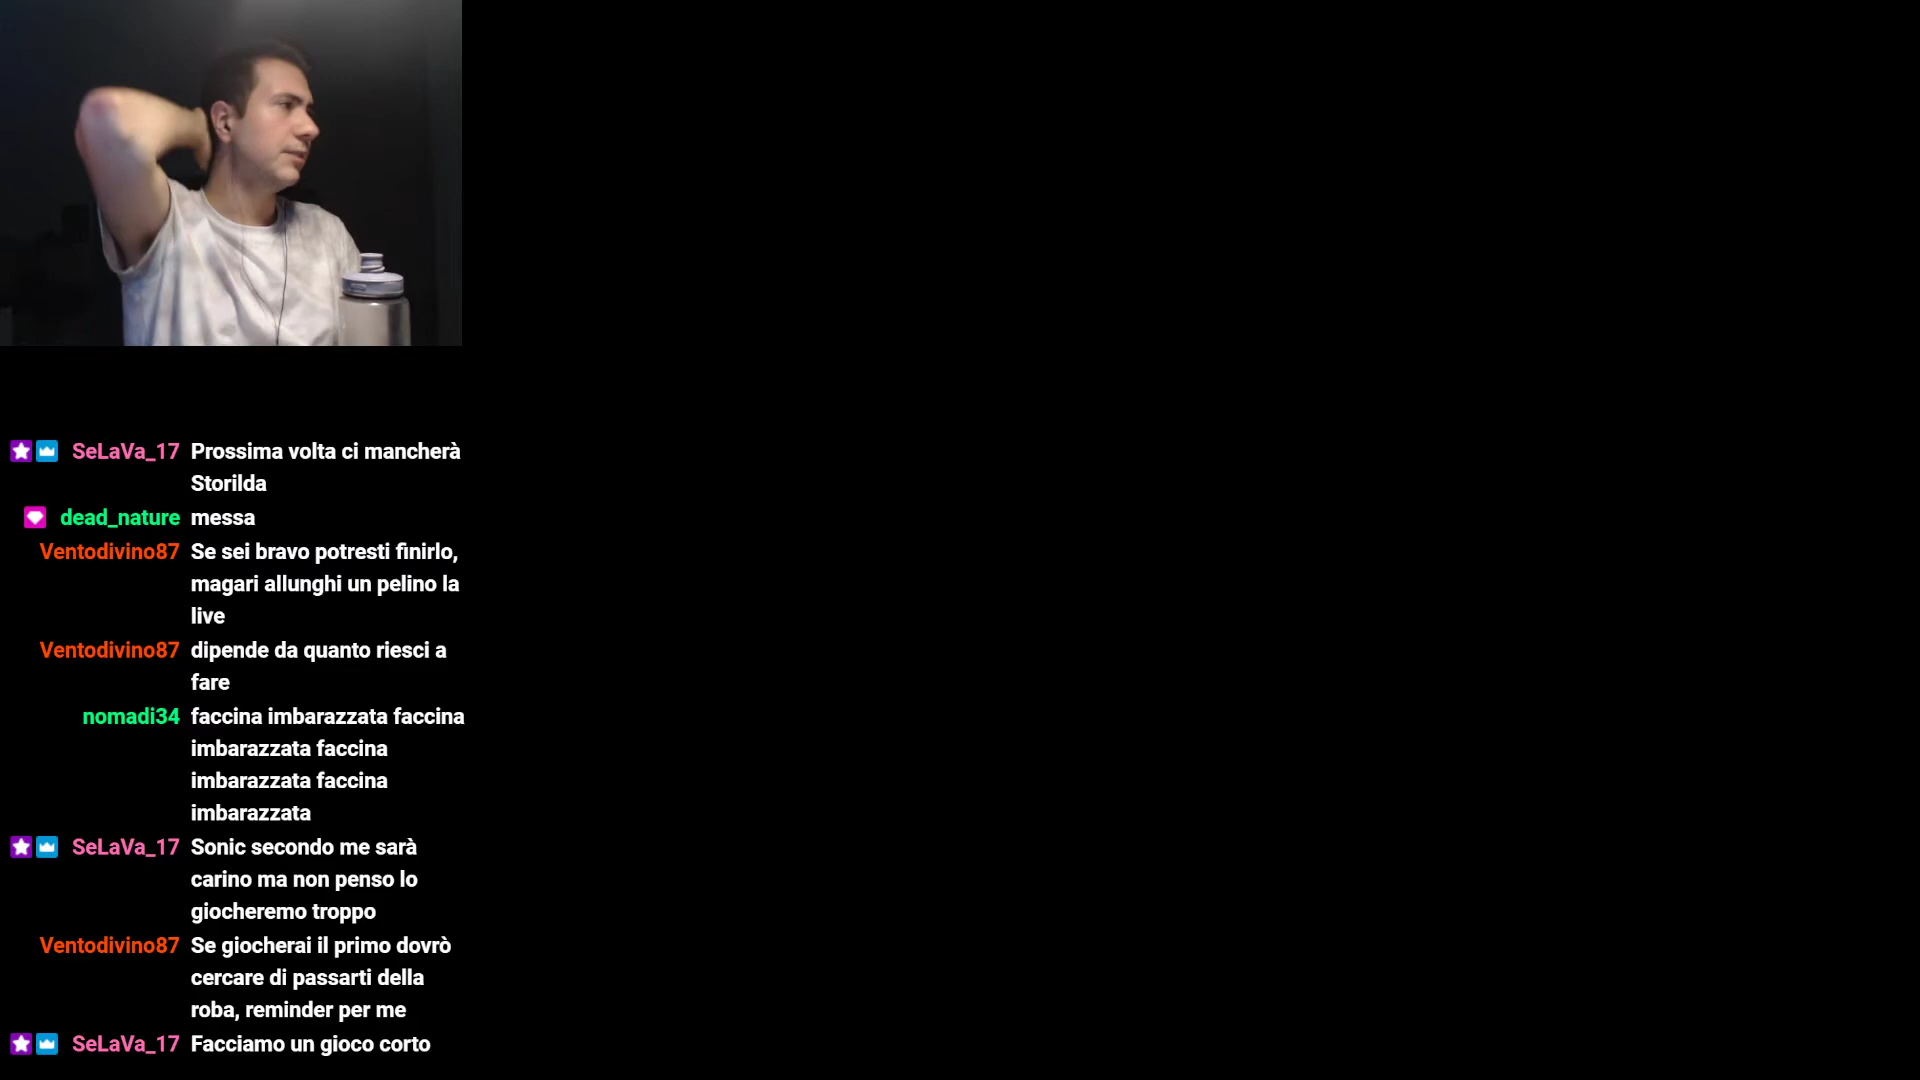 SeLaVa_17 Prossima volta ci mancherà
Storilda
dead_nature messa
Ventodivino87 Se sei bravo potresti finirlo,
magari allunghi un pelino la
live
Ventodivino87 dipende da quanto riesci a
fare
nomadi34 faccina imbarazzata faccina
imbarazzata faccina
imbarazzata faccina
imbarazzata
SeLaVa_17 Sonic secondo me sarà
carino ma non penso lo
giocheremo troppo
Ventodivino87 Se giocherai il primo dovrò
cercare di passarti della
roba, reminder per me
SeLaVa_17 Facciamo un gioco corto